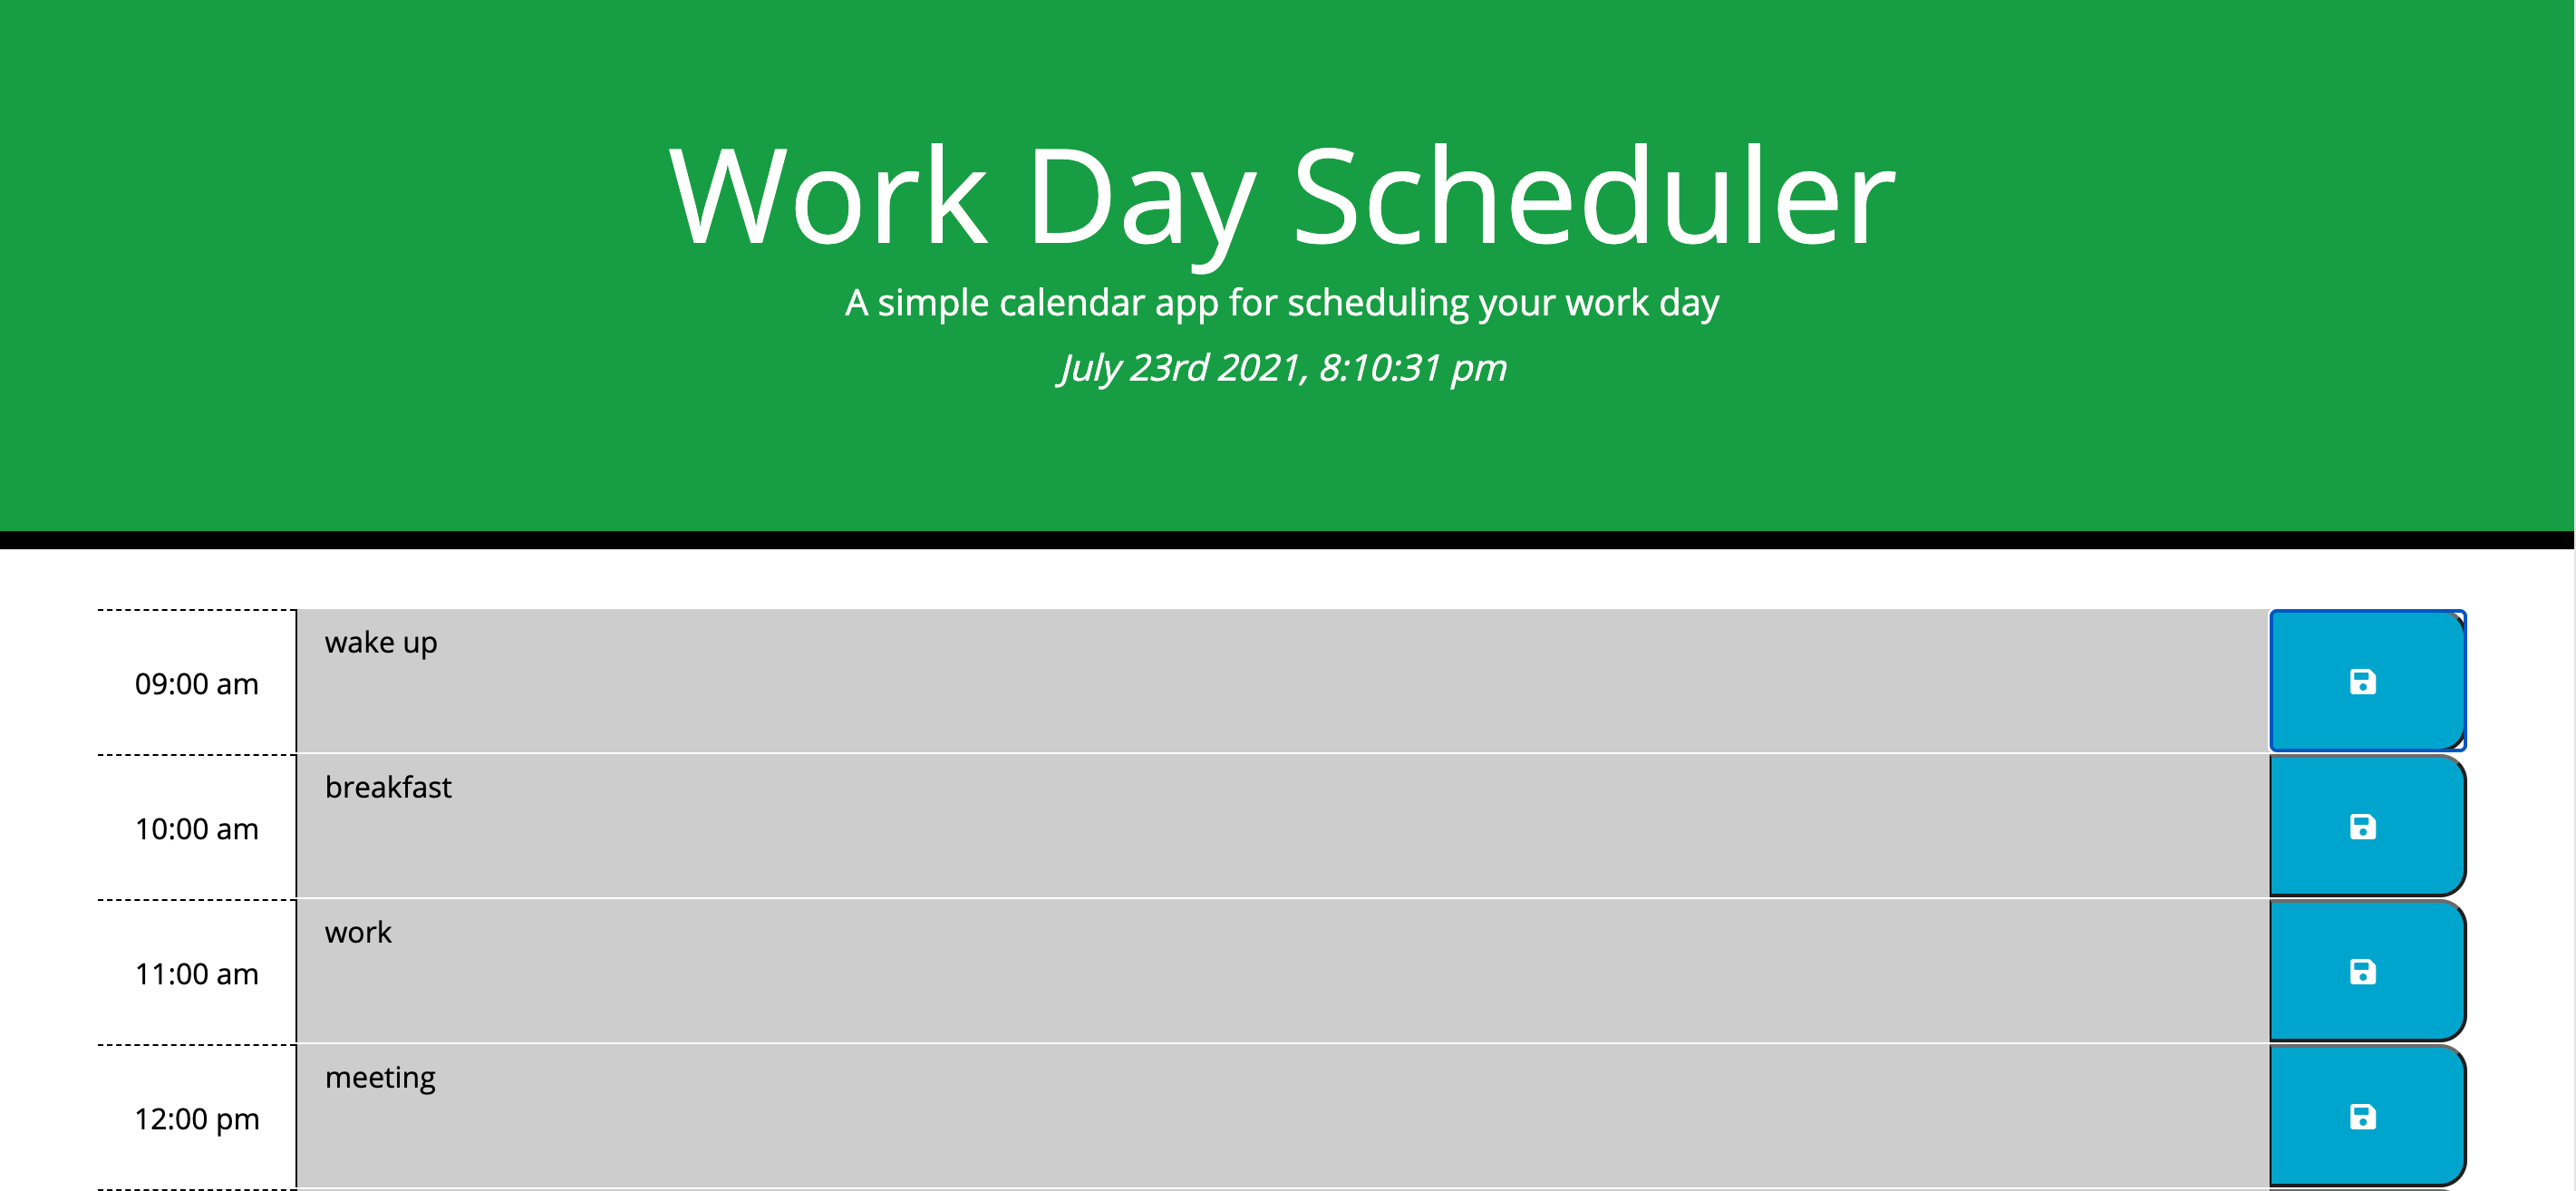 Work Day Scheduler
A simple calendar app for scheduling your work day
July 23rd 2021, 8:10:31 pm
wake up
09:00 am
breakfast
10:00 am
work
11:00 am
meeting
12:00 pm